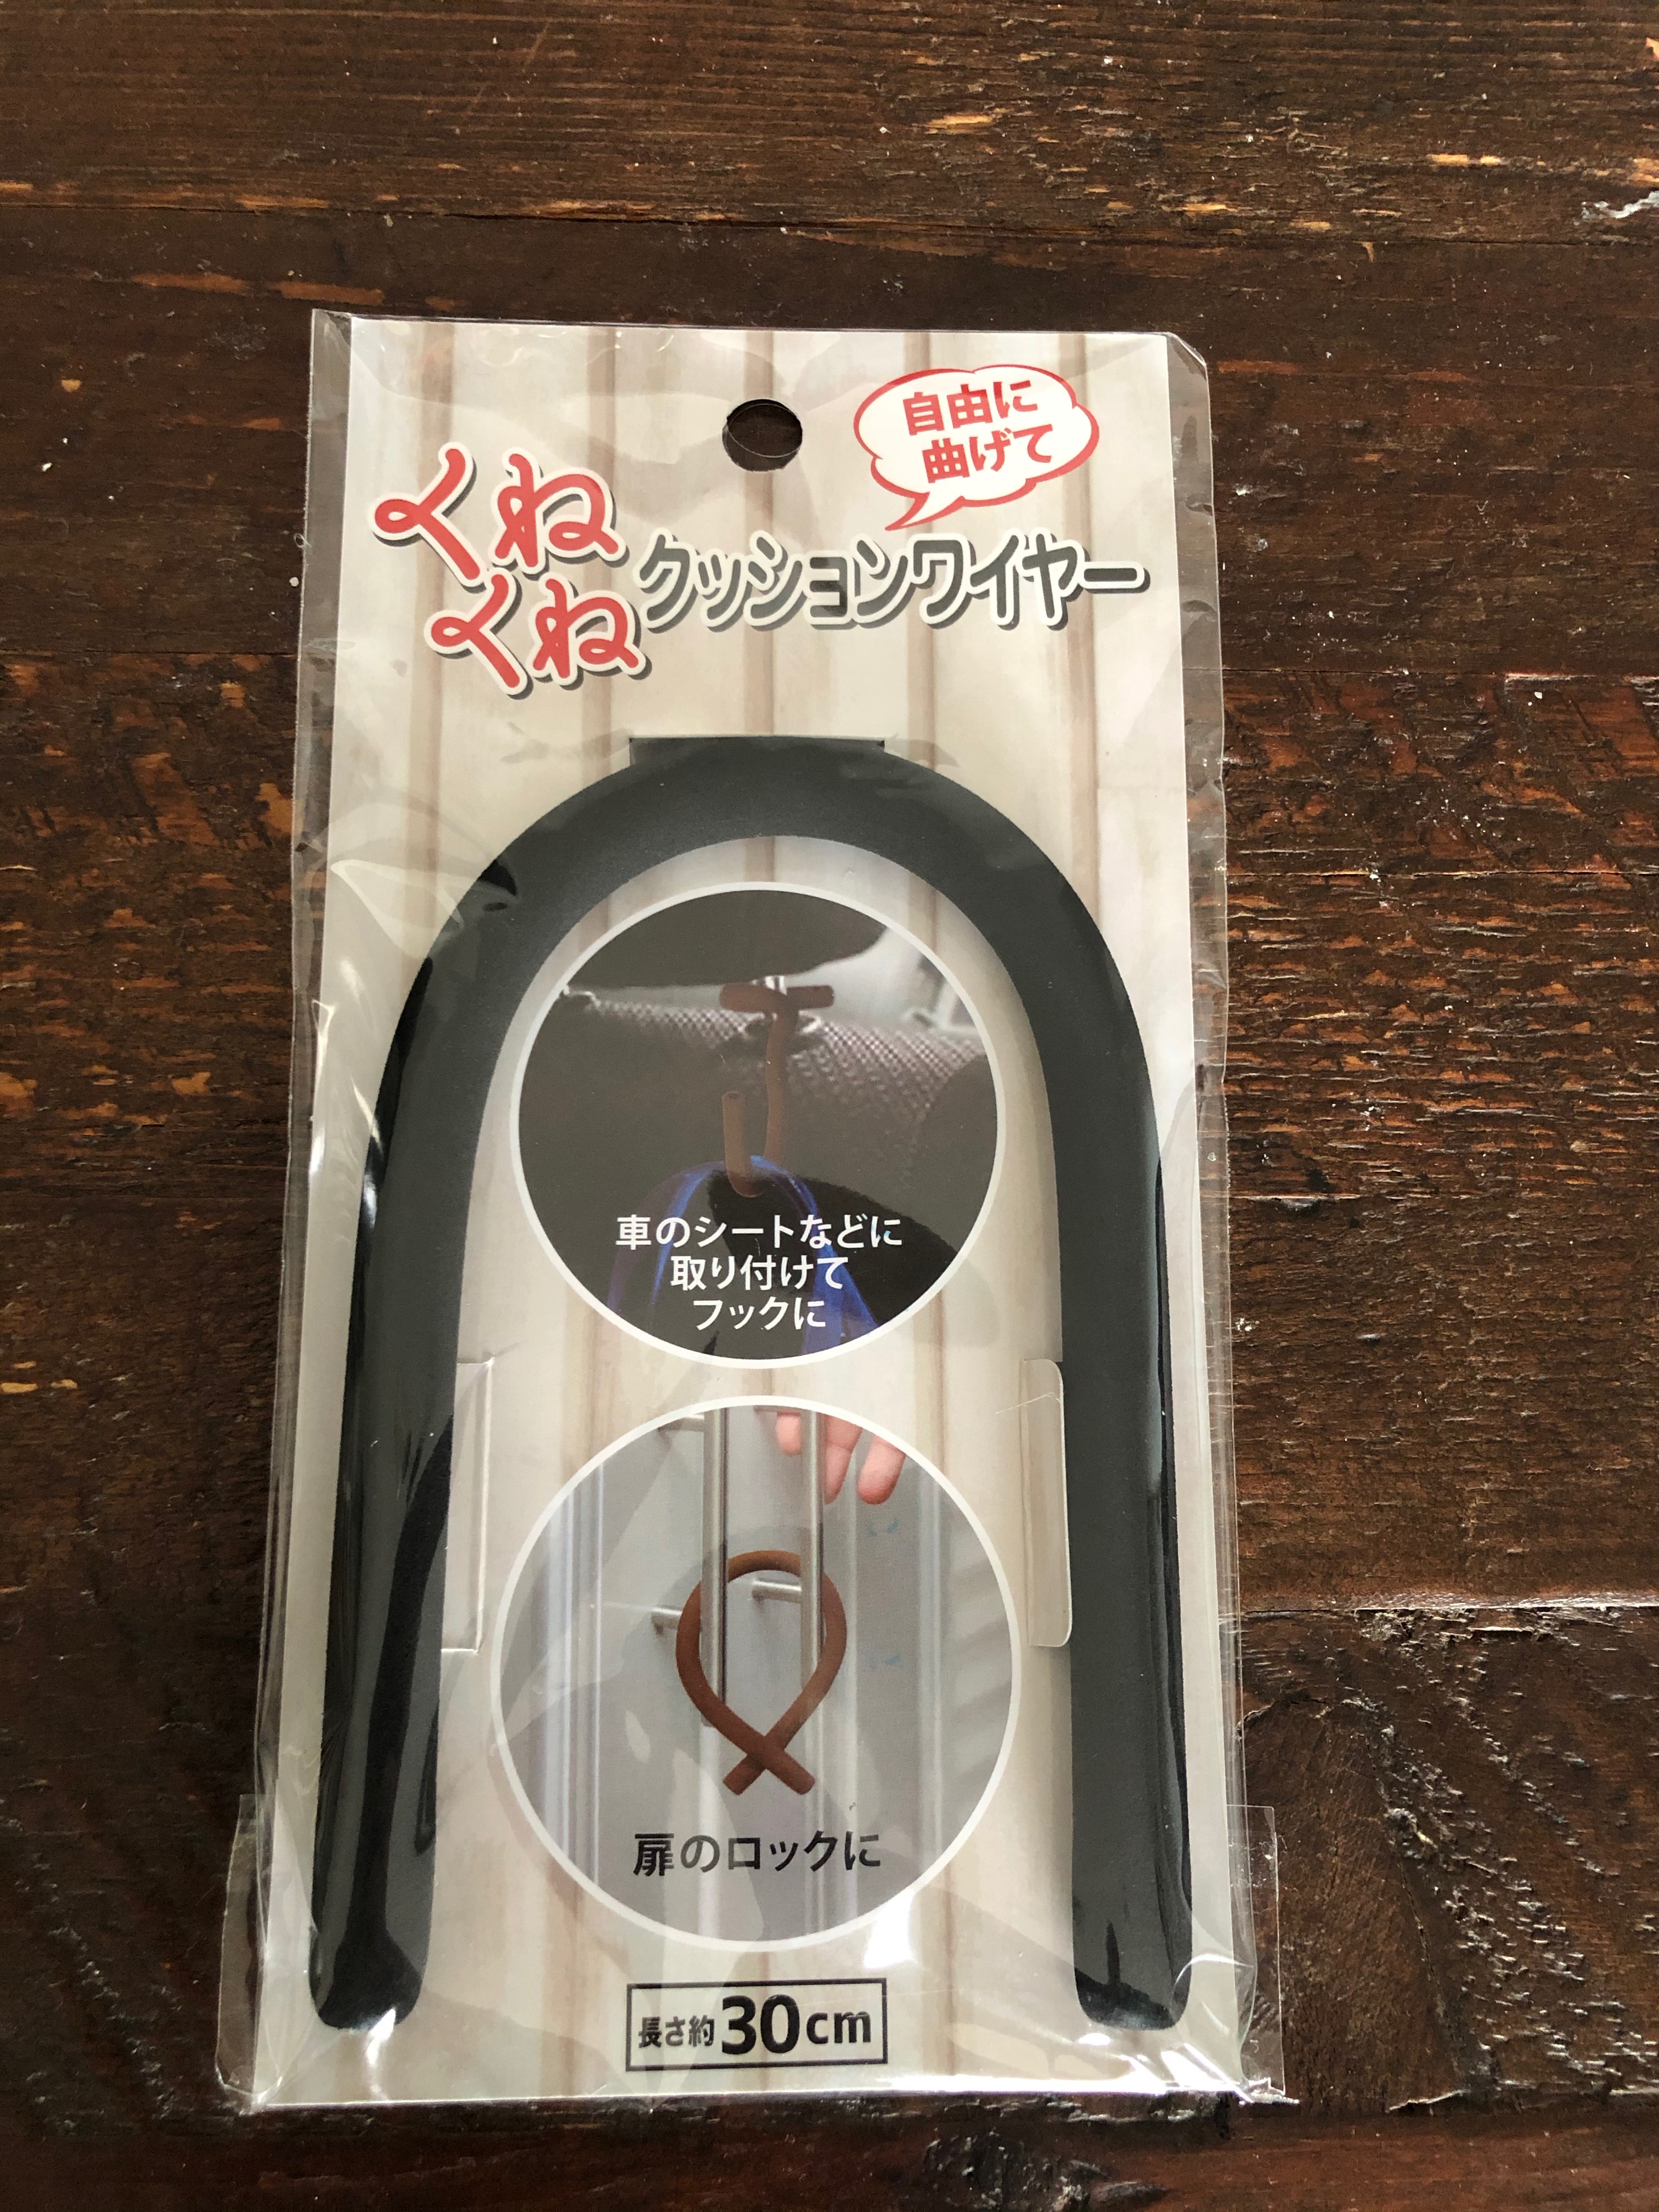 自由に
曲げて
くね
くね
クッションワイヤー
車のシートなどに
取り付けて
フックに
扉のロックに
長さ約30cm